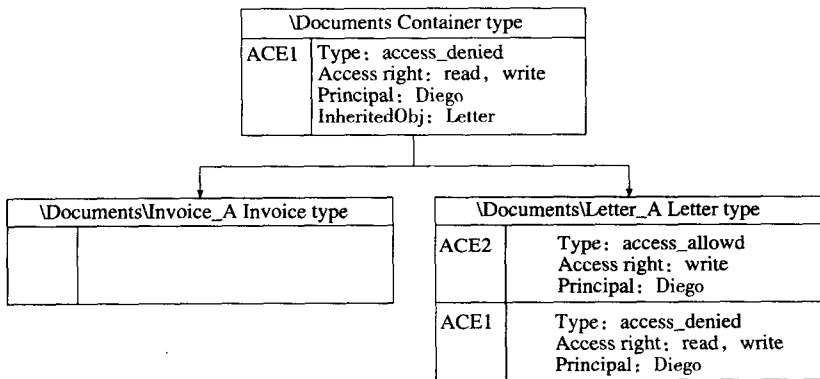 \Documents Container type
ACE1
Type: access_denied
Access right: read, write
Principal: Diego
InheritedObj: Letter
\Documents\Invoice_A Invoice type
\Documents\Letter_A Letter type
ACE2
Type: access_allowd
Access right: write
Principal: Diego
ACE1
Type: access_denied
Access right: read, write
Principal: Diego